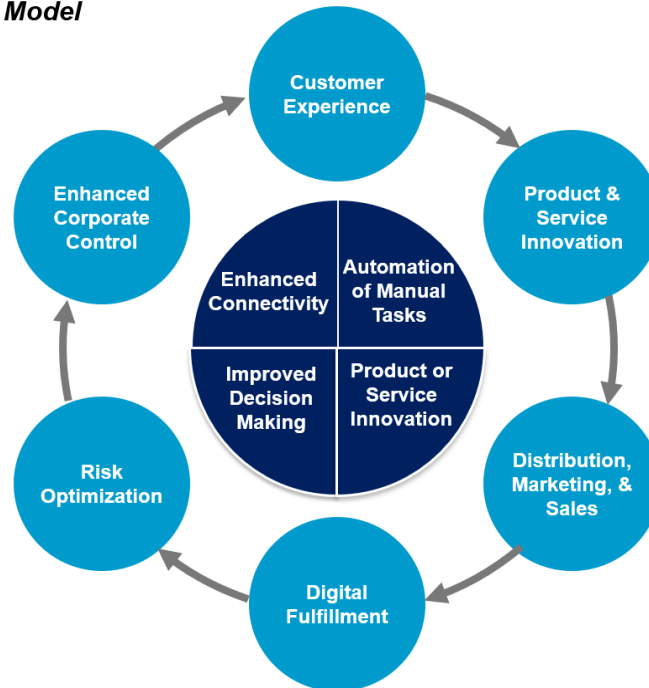 Model
Customer
Experience
Product &
Service
Innovation
Distribution,
Marketing, &
Sales
Digital
Fulfillment
Risk
Optimization
Enhanced
Corporate
Control
Enhanced
Connectivity
Automation
of Manual
Tasks
Improved
Decision
Making
Product or
Service
Innovation